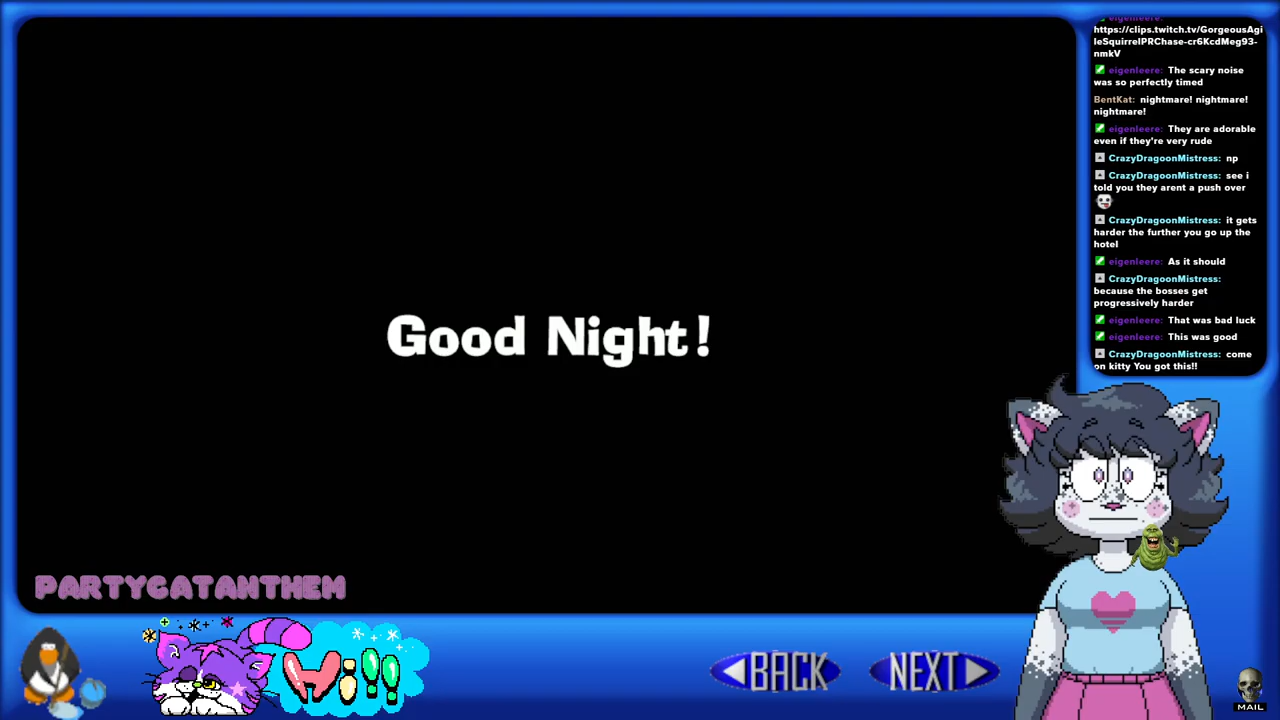 eigenleere:
https://clips.twitch.tv/GorgeousAgi
leSquirrelPRChase-cr6KcdMeg93-
nmkV
eigenleere: The scary noise
was so perfectly timed
BentKat: nightmare! nightmare!
nightmare!
eigenleere: They are adorable
even if they're very rude
CrazyDragoonMistress: np
CrazyDragoonMistress: see i
told you they arent a push over
CrazyDragoonMistress: it gets
harder the further you go up the
hotel
eigenleere: As it should
CrazyDragoonMistress:
because the bosses get
progressively harder
eigenleere: That was bad luck
eigenleere: This was good
CrazyDragoonMistress: come
on kitty You got this!!
Good Night!
PARTYCATANTHEM
Hi!!
BACK
NEXT
MAIL